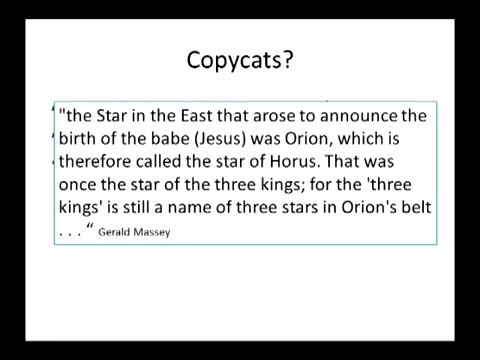 Copycats?
"the Star in the East that arose to announce the
birth of the babe (Jesus) was Orion, which is
therefore called the star of Horus. That was
once the star of the three kings; for the 'three
kings' is still a name of three stars in Orion's belt
. . . “ Gerald Massey